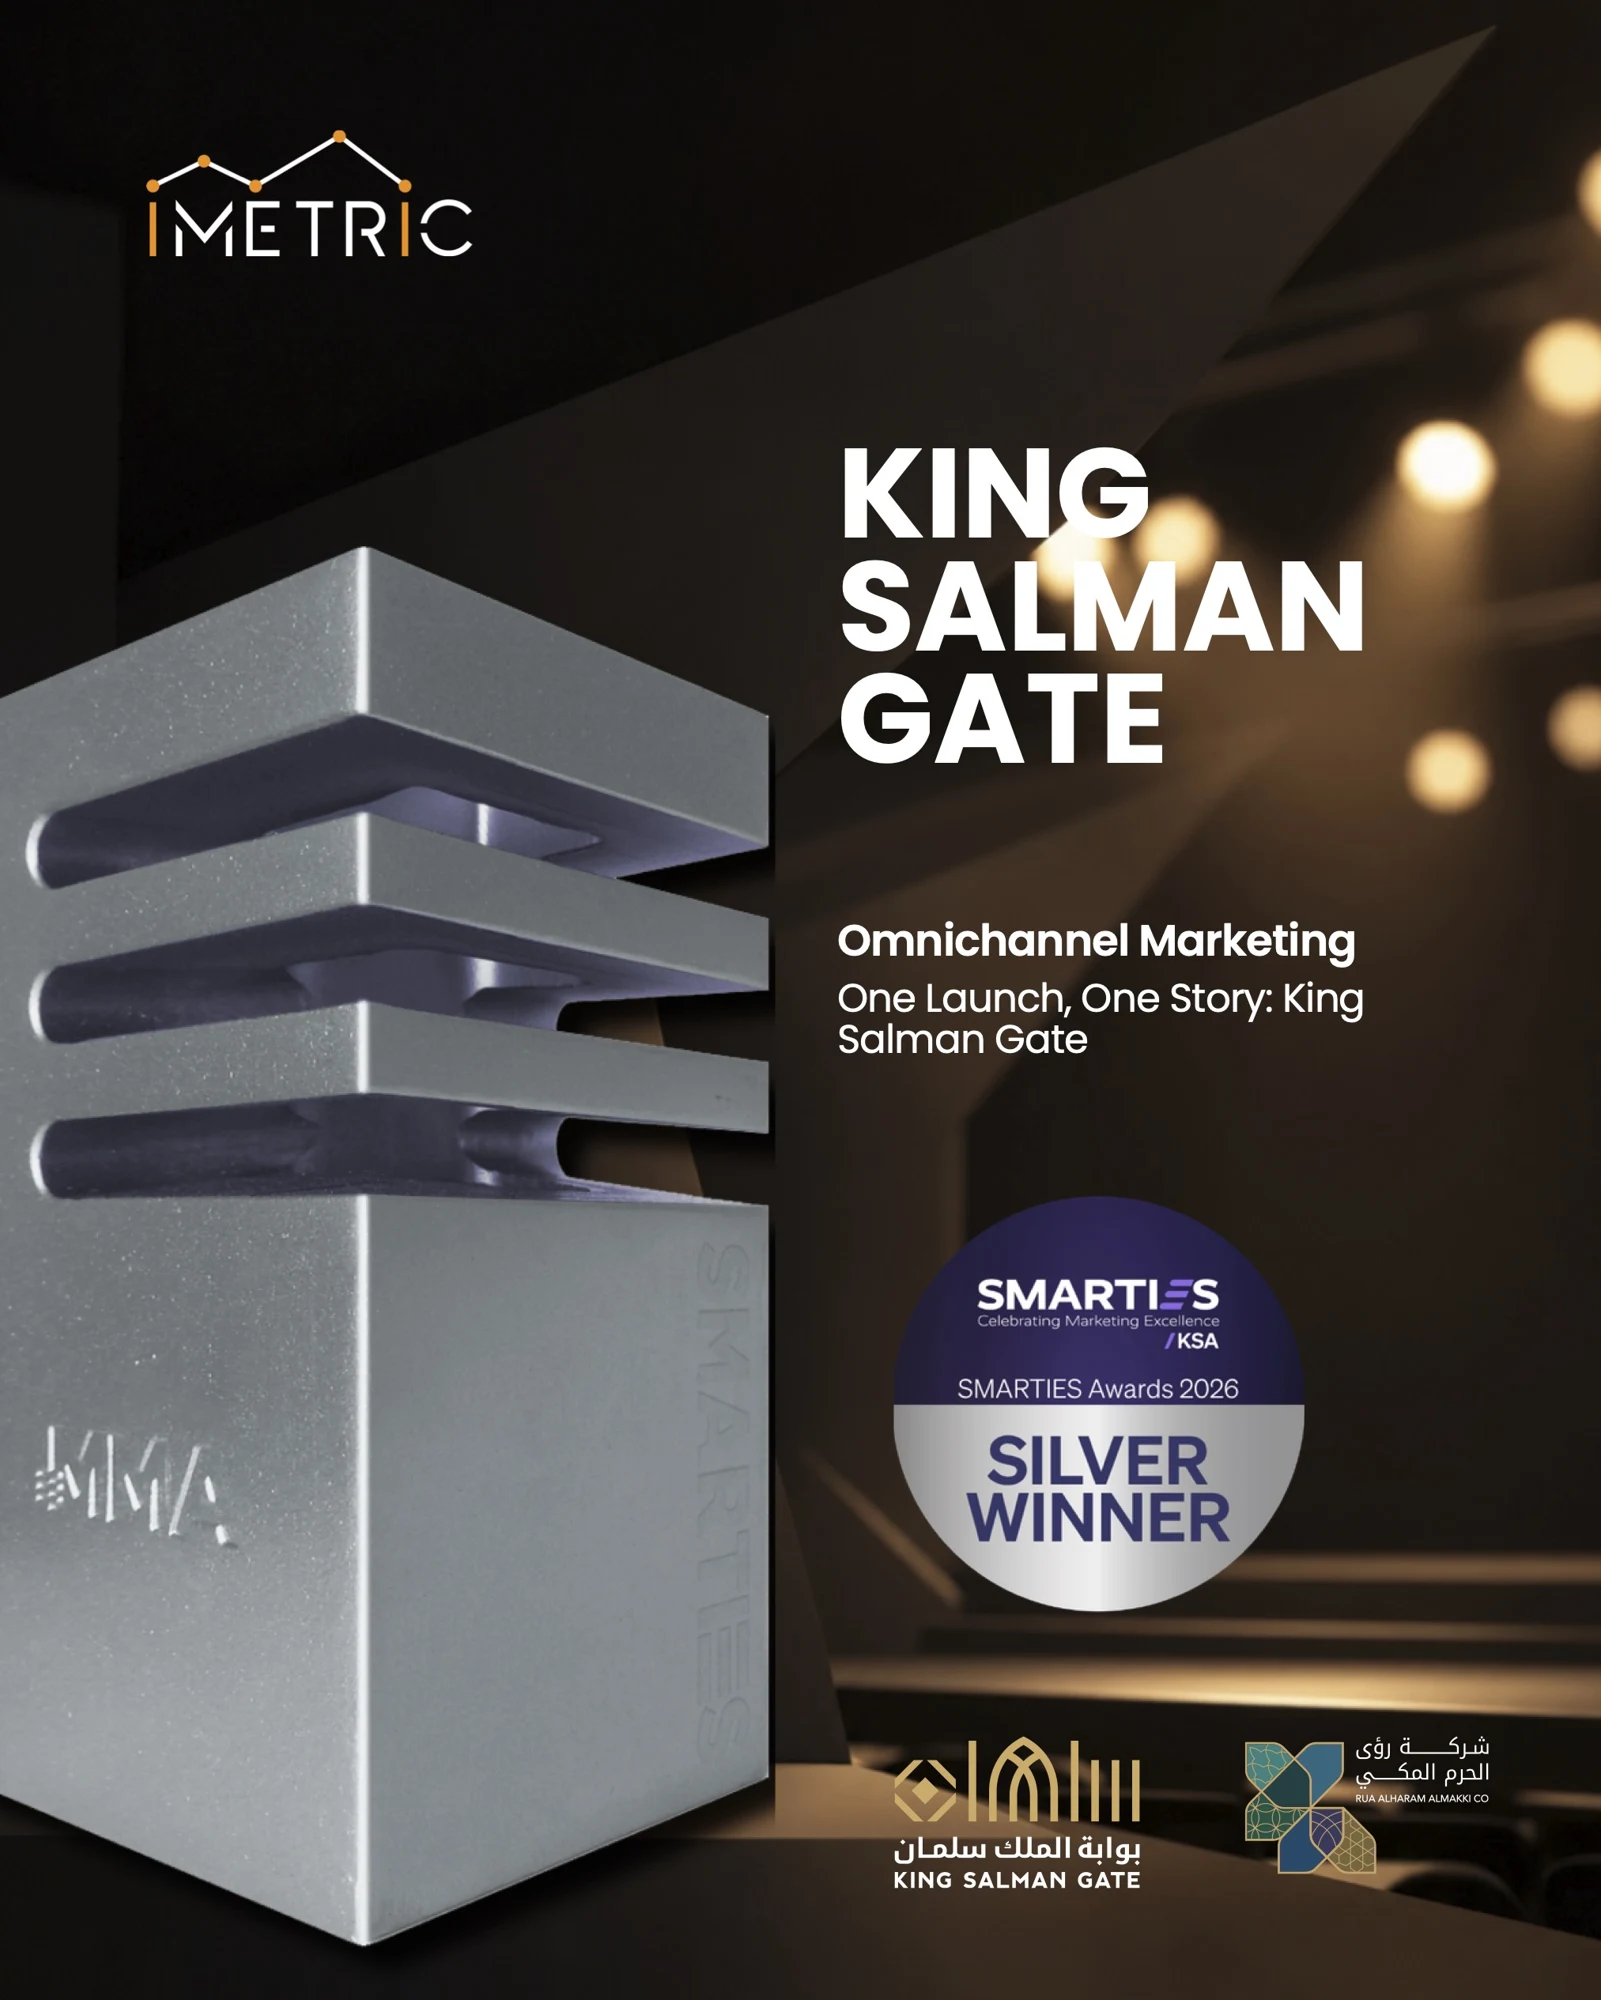 IMETRIC
KING
SALMAN
GATE
Omnichannel Marketing
One Launch, One Story: King
Salman Gate
SMARTIES
Celebrating Marketing Excellence
/KSA
SMARTIES Awards 2026
SILVER
WINNER
MMA
SMARTIES
سلمان
بوابة الملك سلمان
KING SALMAN GATE
شركة رؤى
الحرم المكي
RUA ALHARAM ALMAKKI CO